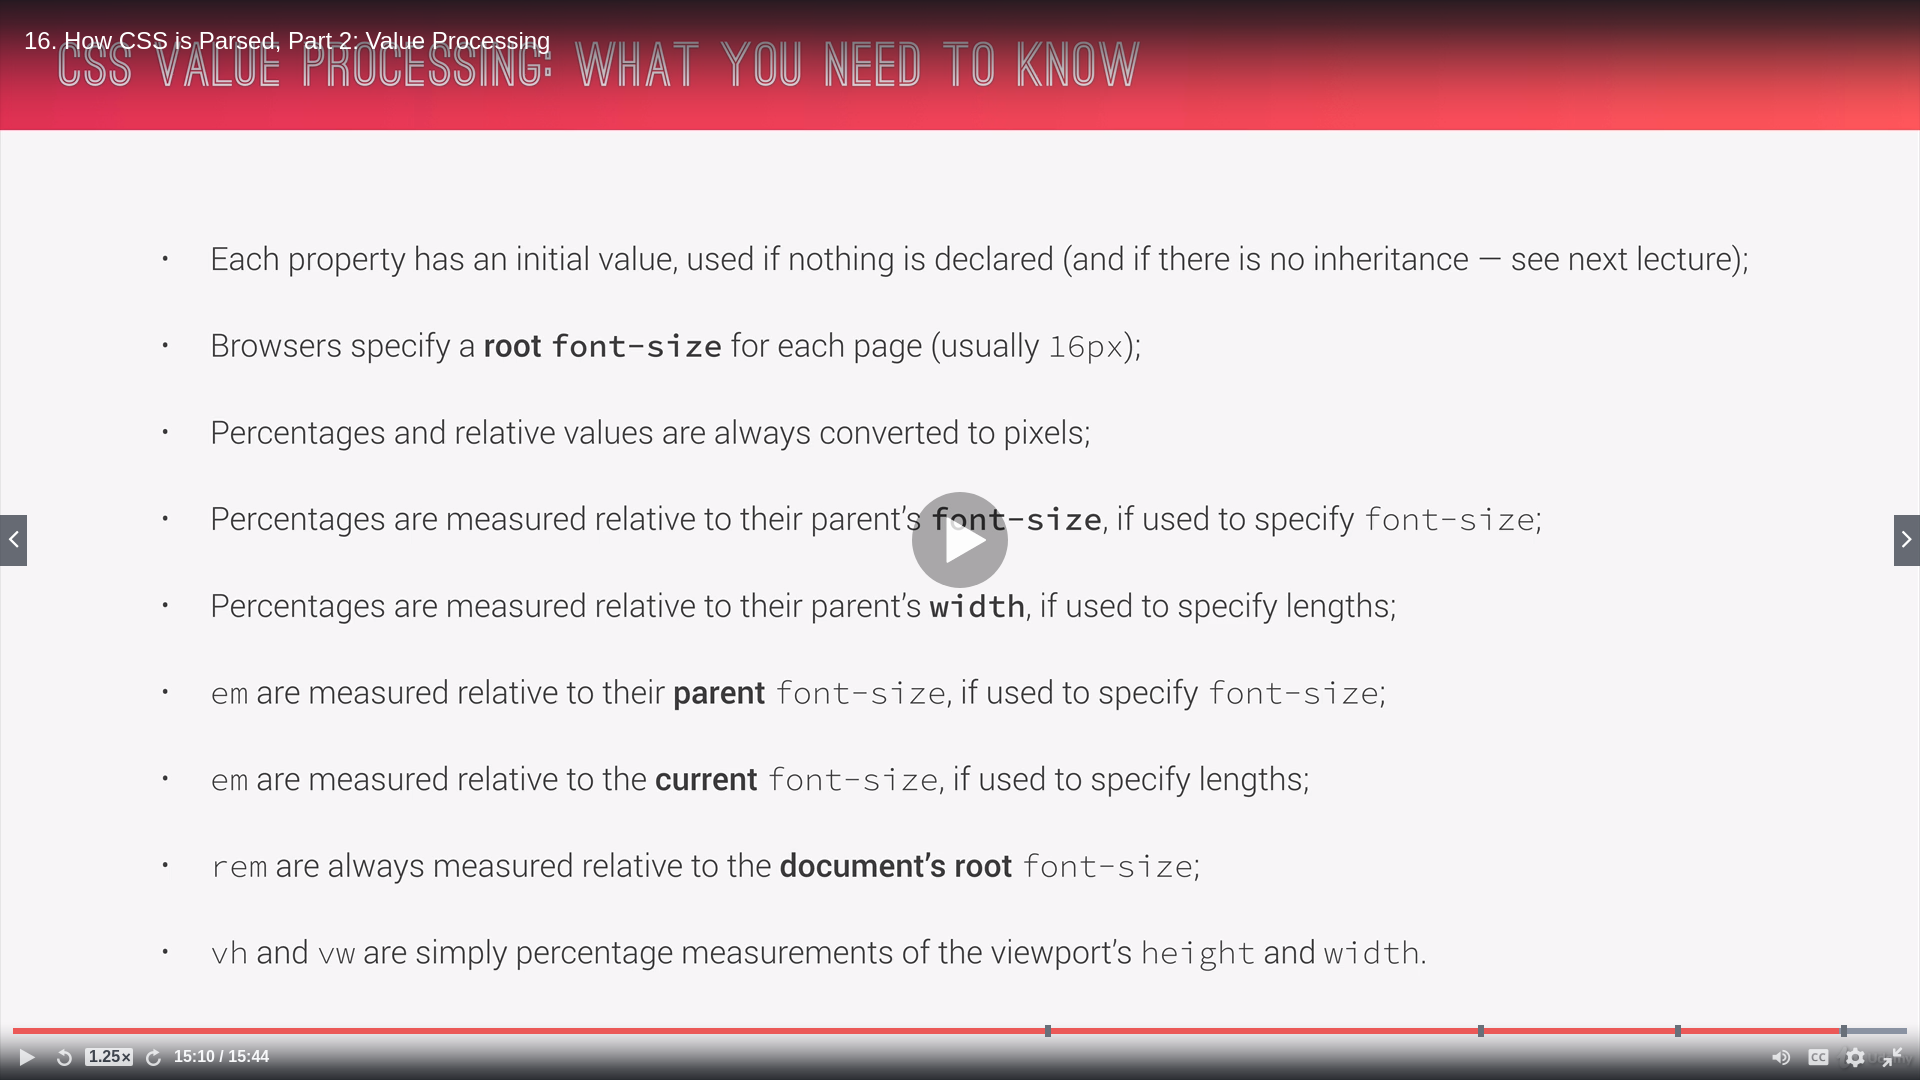 16. How CSS is Parsed, Part 2: Value Processing
CSS VALUE PROCESSING: WHAT YOU NEED TO KNOW
• Each property has an initial value, used if nothing is declared (and if there is no inheritance — see next lecture);
• Browsers specify a root font-size for each page (usually 16px);
• Percentages and relative values are always converted to pixels;
• Percentages are measured relative to their parent’s font-size, if used to specify font-size;
• Percentages are measured relative to their parent’s width, if used to specify lengths;
• em are measured relative to their parent font-size, if used to specify font-size;
• em are measured relative to the current font-size, if used to specify lengths;
• rem are always measured relative to the document’s root font-size;
• vh and vw are simply percentage measurements of the viewport’s height and width.
1.25× 15:10 / 15:44 CC